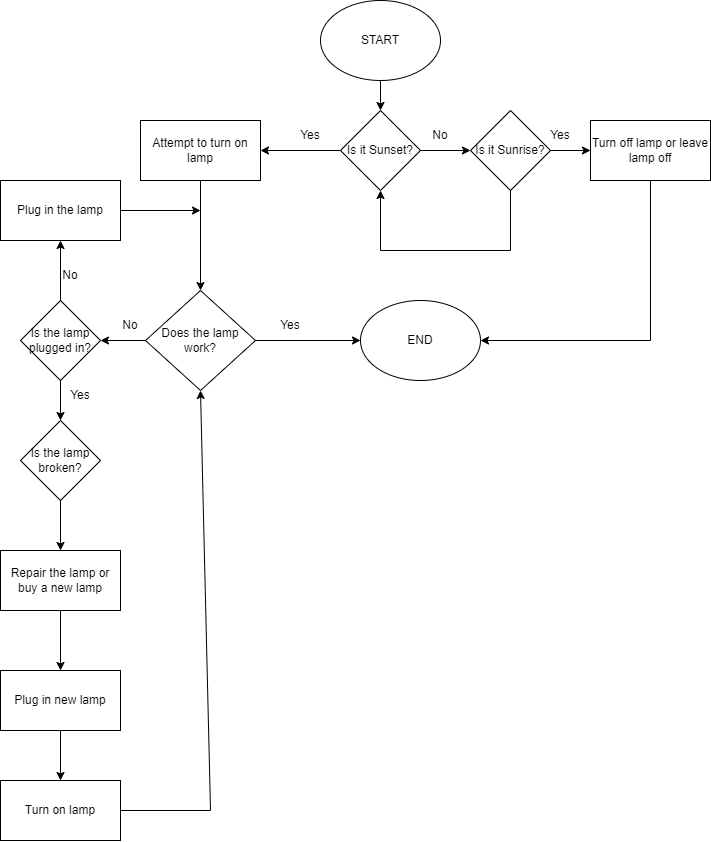 START
Attempt to turn on
lamp
Yes
Is it Sunset?
No
Is it Sunrise?
Yes
Turn off lamp or leave
lamp off
Plug in the lamp
No
Is the lamp
plugged in?
No
Does the lamp
work?
Yes
END
Yes
Is the lamp
broken?
Repair the lamp or
buy a new lamp
Plug in new lamp
Turn on lamp